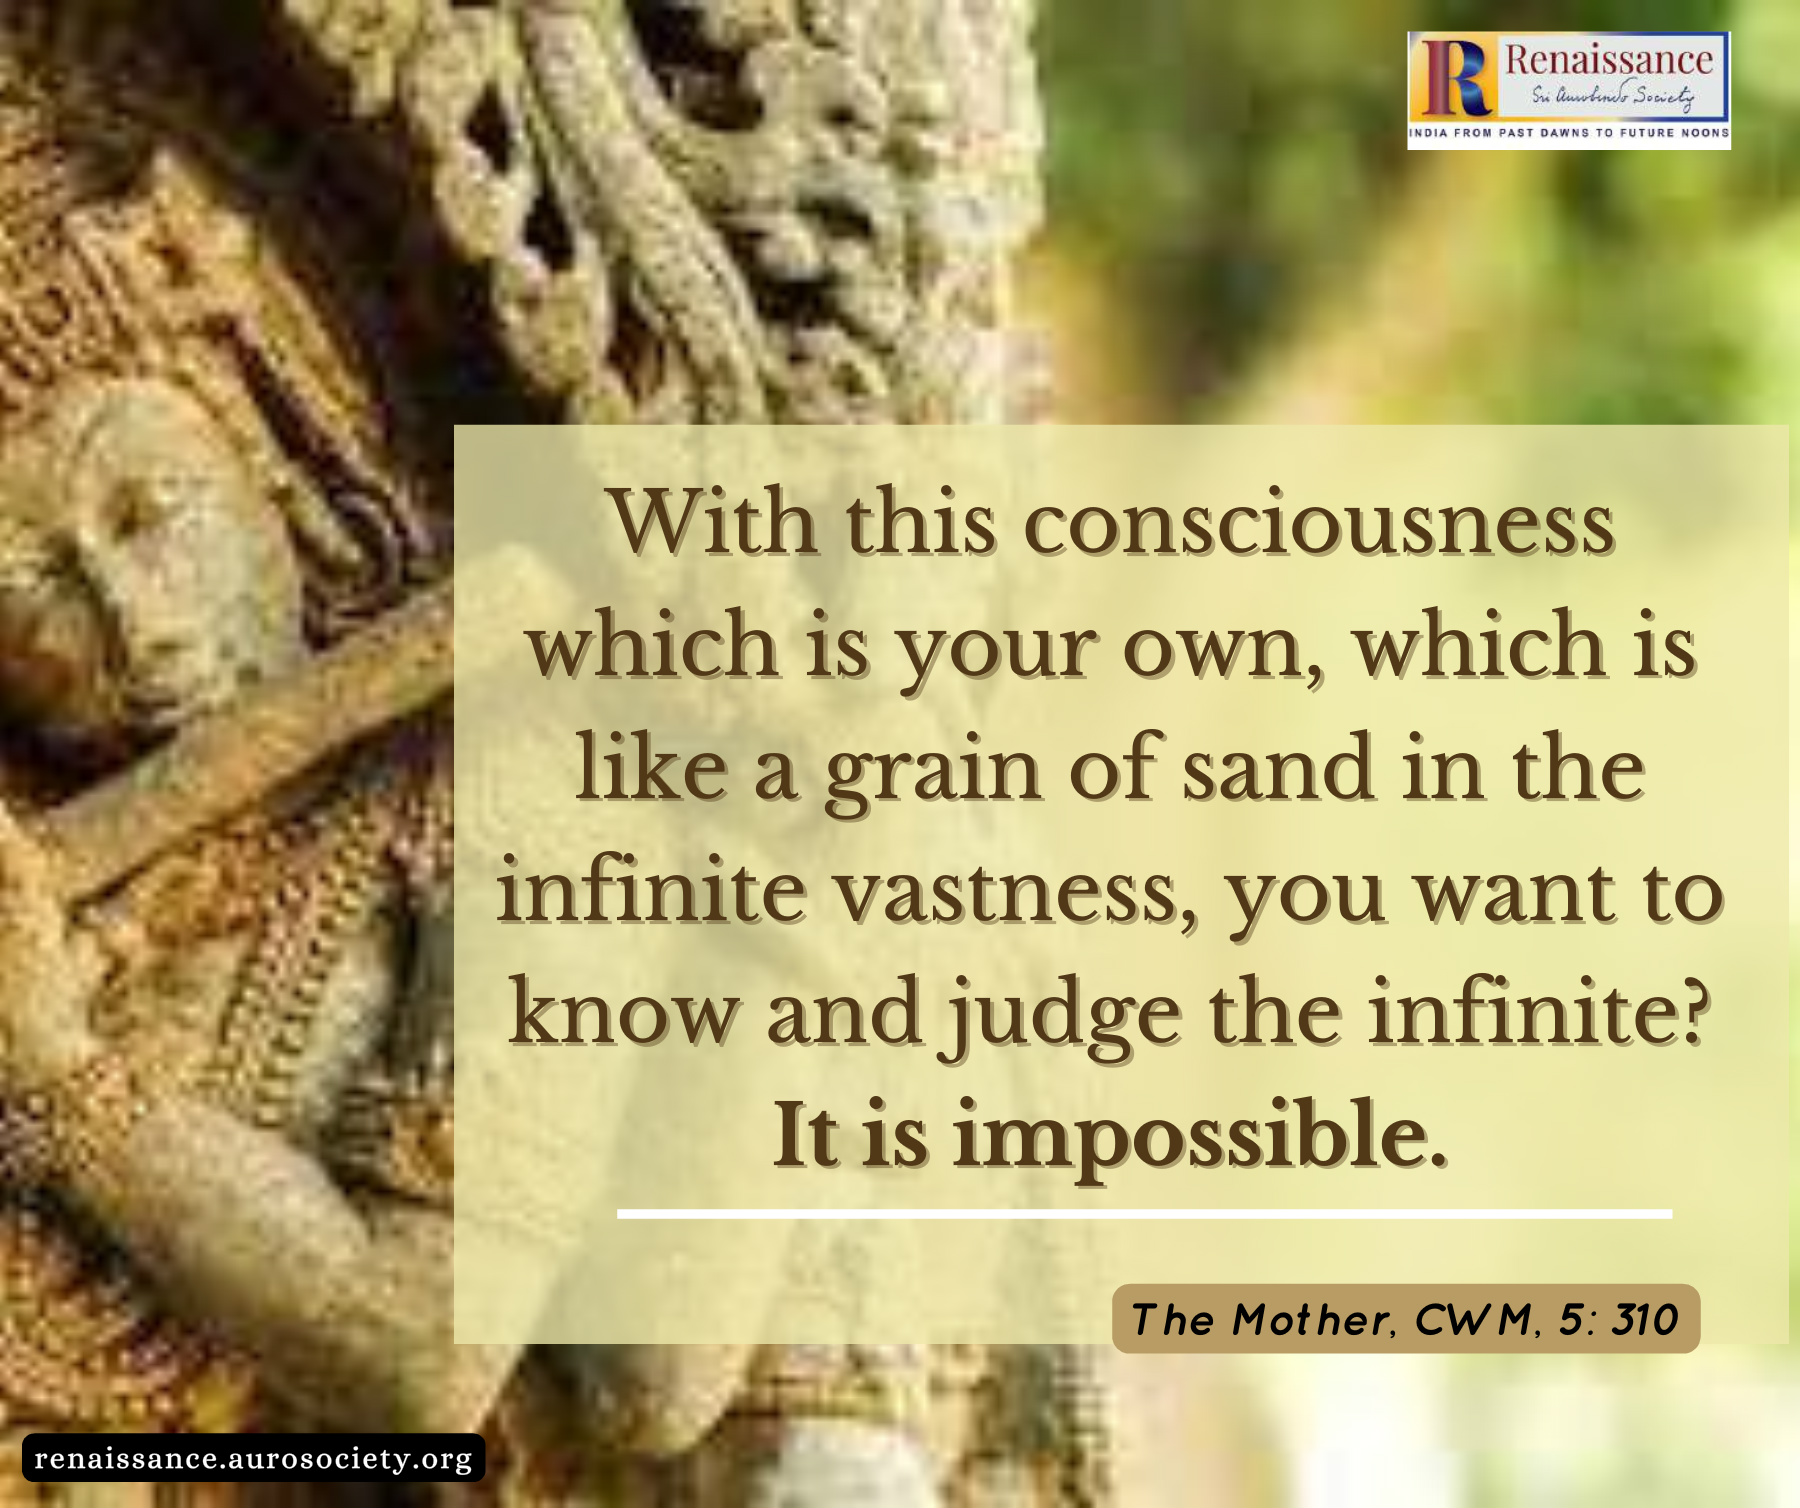 Renaissance
Sri Aurobindo Society
INDIA FROM PAST DAWNS TO FUTURE NOONS
With this consciousness
which is your own, which is
like a grain of sand in the
infinite vastness, you want to
know and judge the infinite?
It is impossible.
The Mother, CWM, 5: 310
renaissance.aurosociety.org